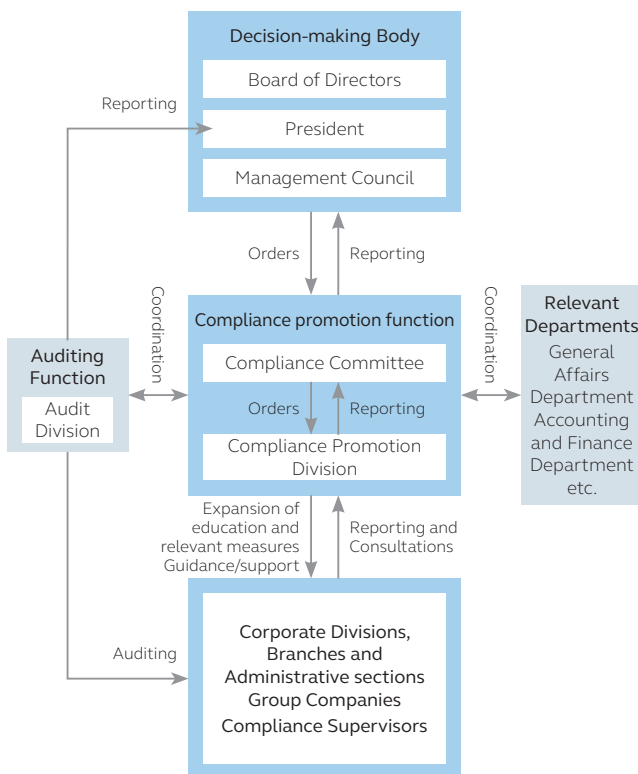 Decision-making Body
Board of Directors
Reporting
President
Management Council
Orders
Reporting
Coordination
Coordination
Compliance promotion function
Compliance Committee
Orders
Reporting
Compliance Promotion
Division
Auditing
Function
Audit
Division
Relevant
Departments
General
Affairs
Department
Accounting
and Finance
Department
etc.
Expansion of
education and
relevant measures
Guidance/support
Reporting and
Consultations
Auditing
Corporate Divisions,
Branches and
Administrative sections
Group Companies
Compliance Supervisors